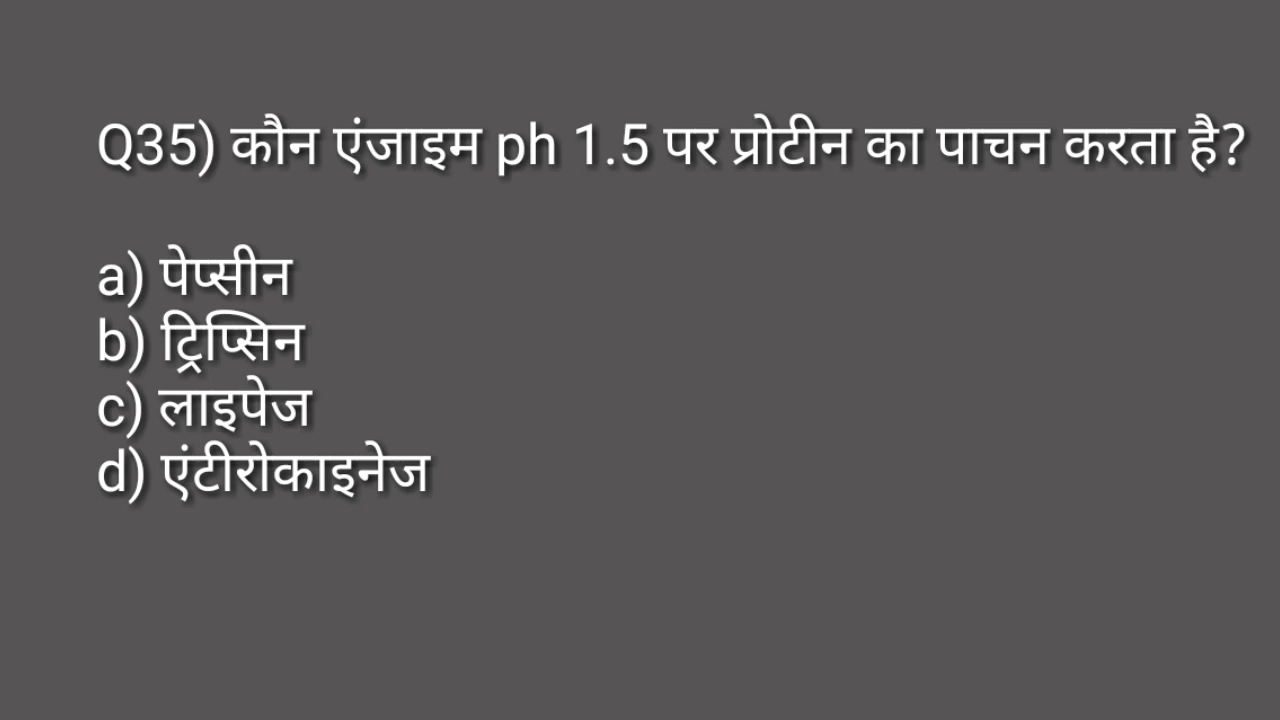 Q35) कौन एंजाइम ph 1.5 पर प्रोटीन का पाचन करता है?
a) पेप्सीन
b) ट्रिप्सिन
c) लाइपेज
d) एंटीरोकाइनेज